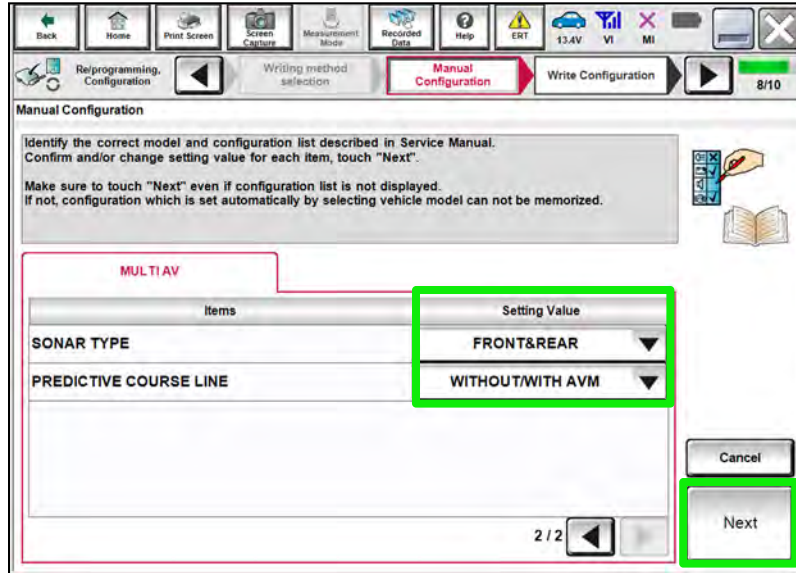 Back
Home
Print Screen
Screen Capture
Measurement Mode
Recorded Data
Help
ERT
13.4V
VI
MI
Re/programming, Configuration
Writing method selection
Manual Configuration
Write Configuration
8/10
Manual Configuration
Identify the correct model and configuration list described in Service Manual.
Confirm and/or change setting value for each item, touch "Next".
Make sure to touch "Next" even if configuration list is not displayed.
If not, configuration which is set automatically by selecting vehicle model can not be memorized.
MULTI AV
Items
Setting Value
SONAR TYPE
FRONT&REAR
PREDICTIVE COURSE LINE
WITHOUT/WITH AVM
Cancel
Next
2 / 2